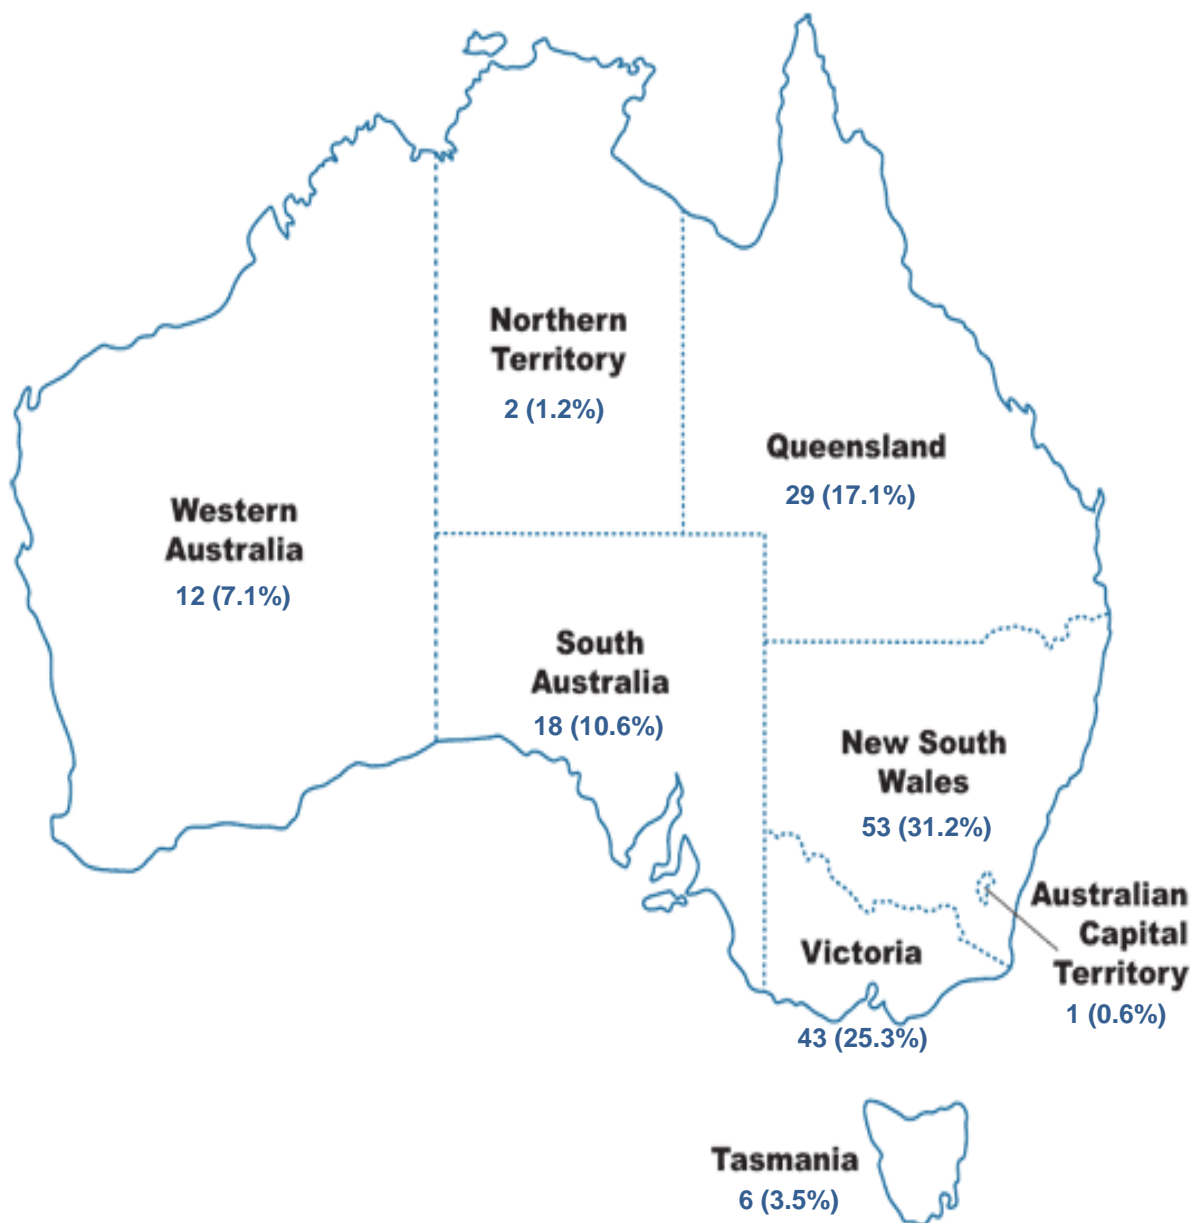 Northern
Territory
2 (1.2%)
Queensland
29 (17.1%)
Western
Australia
12 (7.1%)
South
Australia
18 (10.6%)
New South
Wales
53 (31.2%)
Australian
Capital
Territory
1 (0.6%)
Victoria
43 (25.3%)
Tasmania
6 (3.5%)